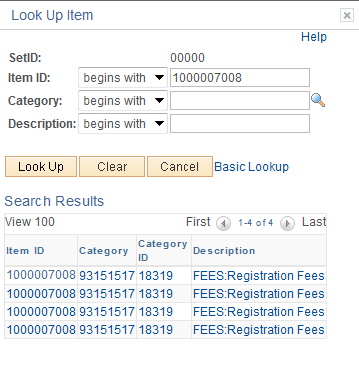 Look Up Item
Help
SetID: 00000
Item ID: begins with 1000007008
Category: begins with
Description: begins with
Look Up Clear Cancel Basic Lookup
Search Results
View 100 First 1-4 of 4 Last
Item ID Category Category ID Description
1000007008 93151517 18319 FEES:Registration Fees
1000007008 93151517 18319 FEES:Registration Fees
1000007008 93151517 18319 FEES:Registration Fees
1000007008 93151517 18319 FEES:Registration Fees